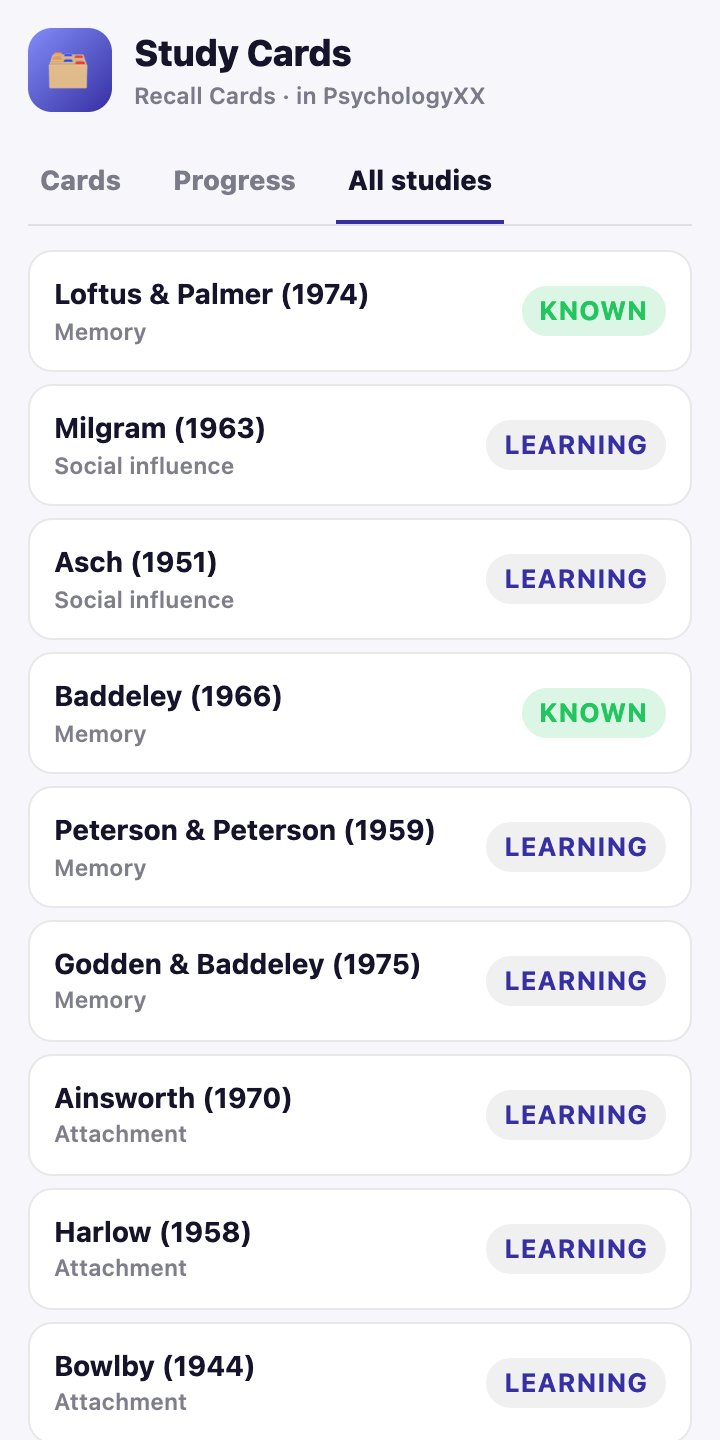 Study Cards
Recall Cards · in PsychologyXX
Cards Progress All studies
Loftus & Palmer (1974)
Memory
KNOWN
Milgram (1963)
Social influence
LEARNING
Asch (1951)
Social influence
LEARNING
Baddeley (1966)
Memory
KNOWN
Peterson & Peterson (1959)
Memory
LEARNING
Godden & Baddeley (1975)
Memory
LEARNING
Ainsworth (1970)
Attachment
LEARNING
Harlow (1958)
Attachment
LEARNING
Bowlby (1944)
Attachment
LEARNING